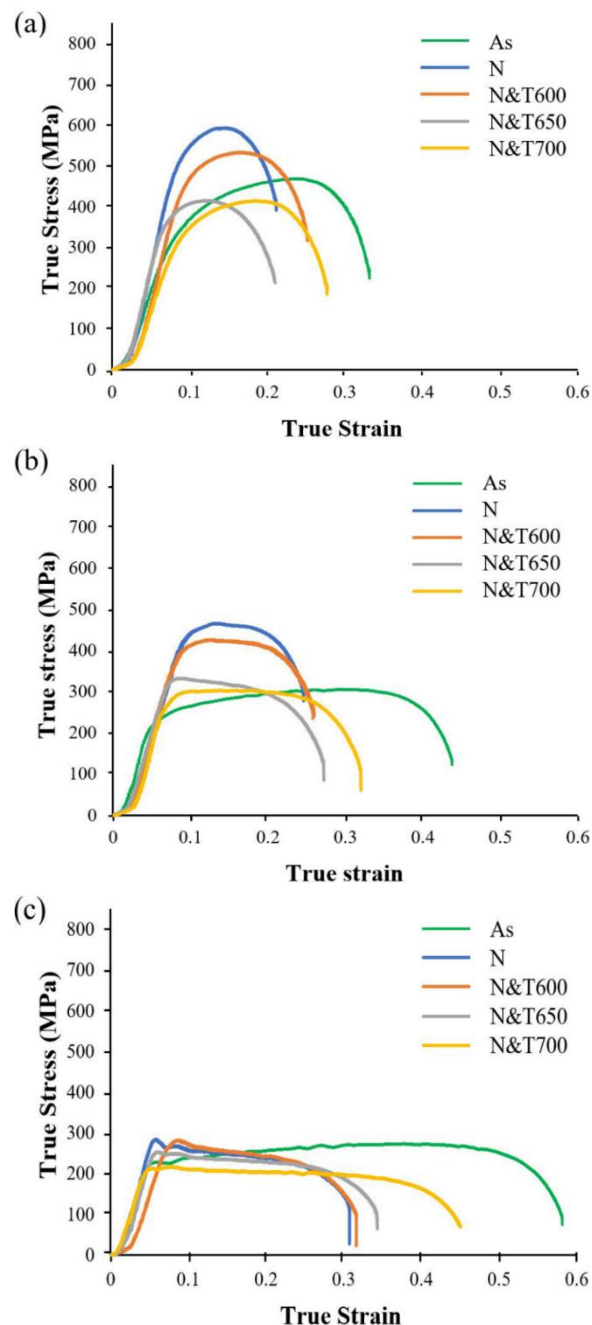 (a)
800
700
600
500
400
300
200
100
0
True Stress (MPa)
As
N
N&T600
N&T650
N&T700
0 0.1 0.2 0.3 0.4 0.5 0.6
True Strain
(b)
800
700
600
500
400
300
200
100
0
True stress (MPa)
As
N
N&T600
N&T650
N&T700
0 0.1 0.2 0.3 0.4 0.5 0.6
True strain
(c)
800
700
600
500
400
300
200
100
0
True Stress (MPa)
As
N
N&T600
N&T650
N&T700
0 0.1 0.2 0.3 0.4 0.5 0.6
True Strain